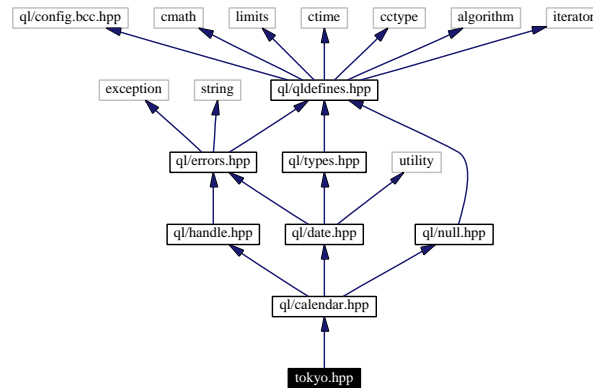 ql/config.bcc.hpp cmath limits ctime cctype algorithm iterator
exception string ql/qldefines.hpp
ql/errors.hpp ql/types.hpp utility
ql/handle.hpp ql/date.hpp ql/null.hpp
ql/calendar.hpp
tokyo.hpp